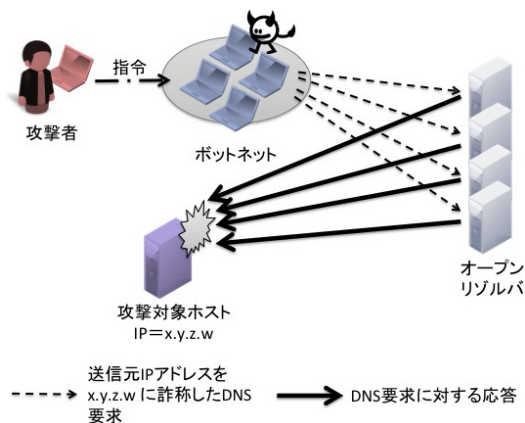 指令
攻撃者
ボットネット
オープン
リゾルバ
攻撃対象ホスト
IP＝x.y.z.w
送信元IPアドレスを
x.y.z.w に詐称したDNS
要求
DNS要求に対する応答